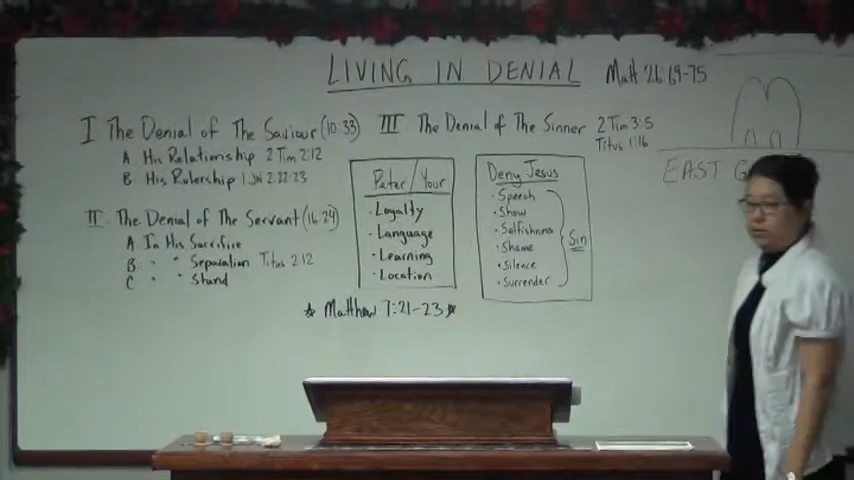 LIVING IN DENIAL Matt 26:69-75
I The Denial of The Saviour (10:33)
A His Relationship 2 Tim 2:12
B His Rulership 1 JN 2:22-23
II The Denial of The Servant (16:24)
A In His Sacrifice
B " " Separation Titus 2:12
C " " Stand
III The Denial of The Sinner 2 Tim 3:5
Titus 1:16
Peter/Your
• Loyalty
• Language
• Learning
• Location
Deny Jesus
• Speech
• Show
• Selfishness
• Shame
• Silence
• Surrender
Sin
Matthew 7:21-23
EAST